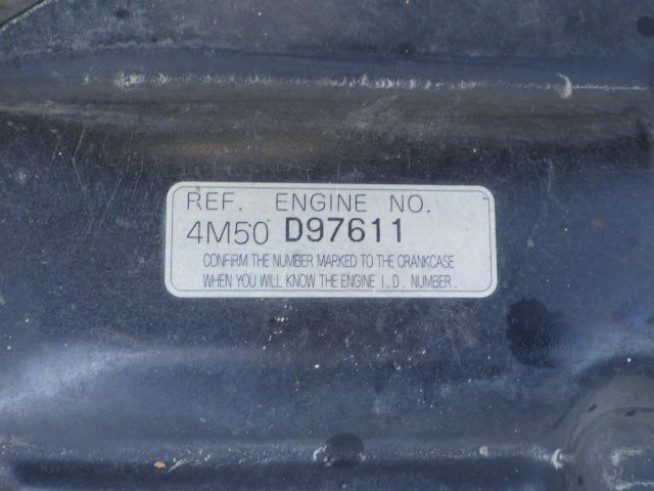 REF. ENGINE NO.
4M50 D97611
CONFIRM THE NUMBER MARKED TO THE CRANKCASE
WHEN YOU WILL KNOW THE ENGINE I.D. NUMBER.